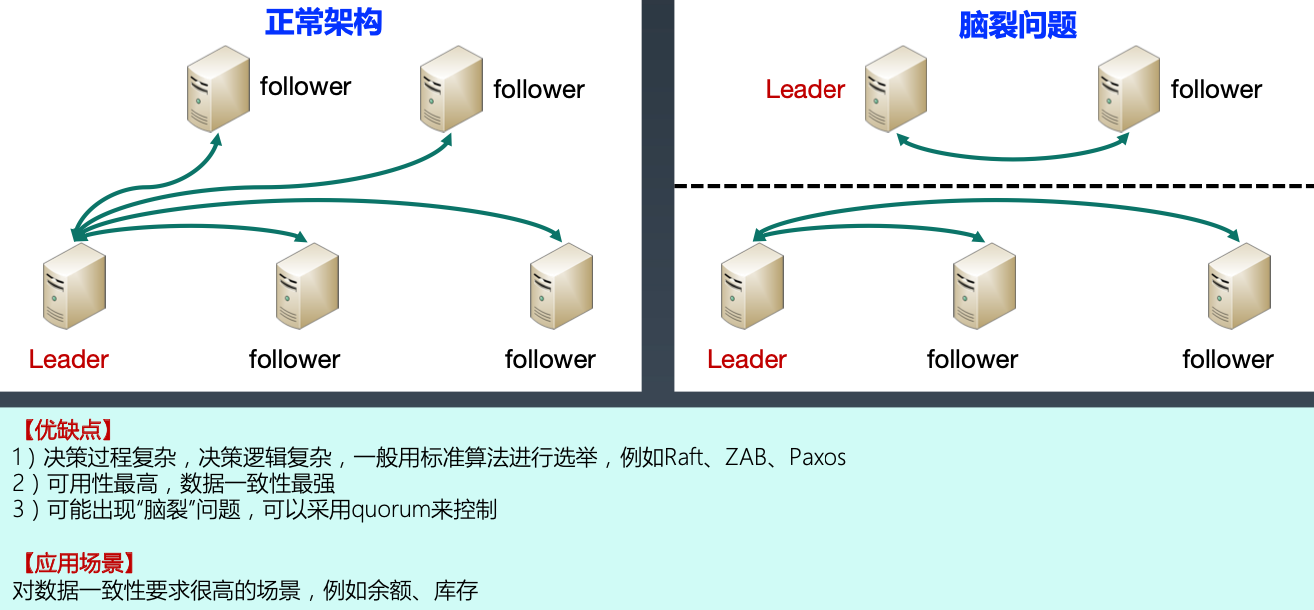 正常架构
follower
follower
Leader
follower
follower
脑裂问题
Leader
follower
Leader
follower
follower
【优缺点】
1）决策过程复杂，决策逻辑复杂，一般用标准算法进行选举，例如Raft、ZAB、Paxos
2）可用性最高，数据一致性最强
3）可能出现“脑裂”问题，可以采用quorum来控制
【应用场景】
对数据一致性要求很高的场景，例如余额、库存